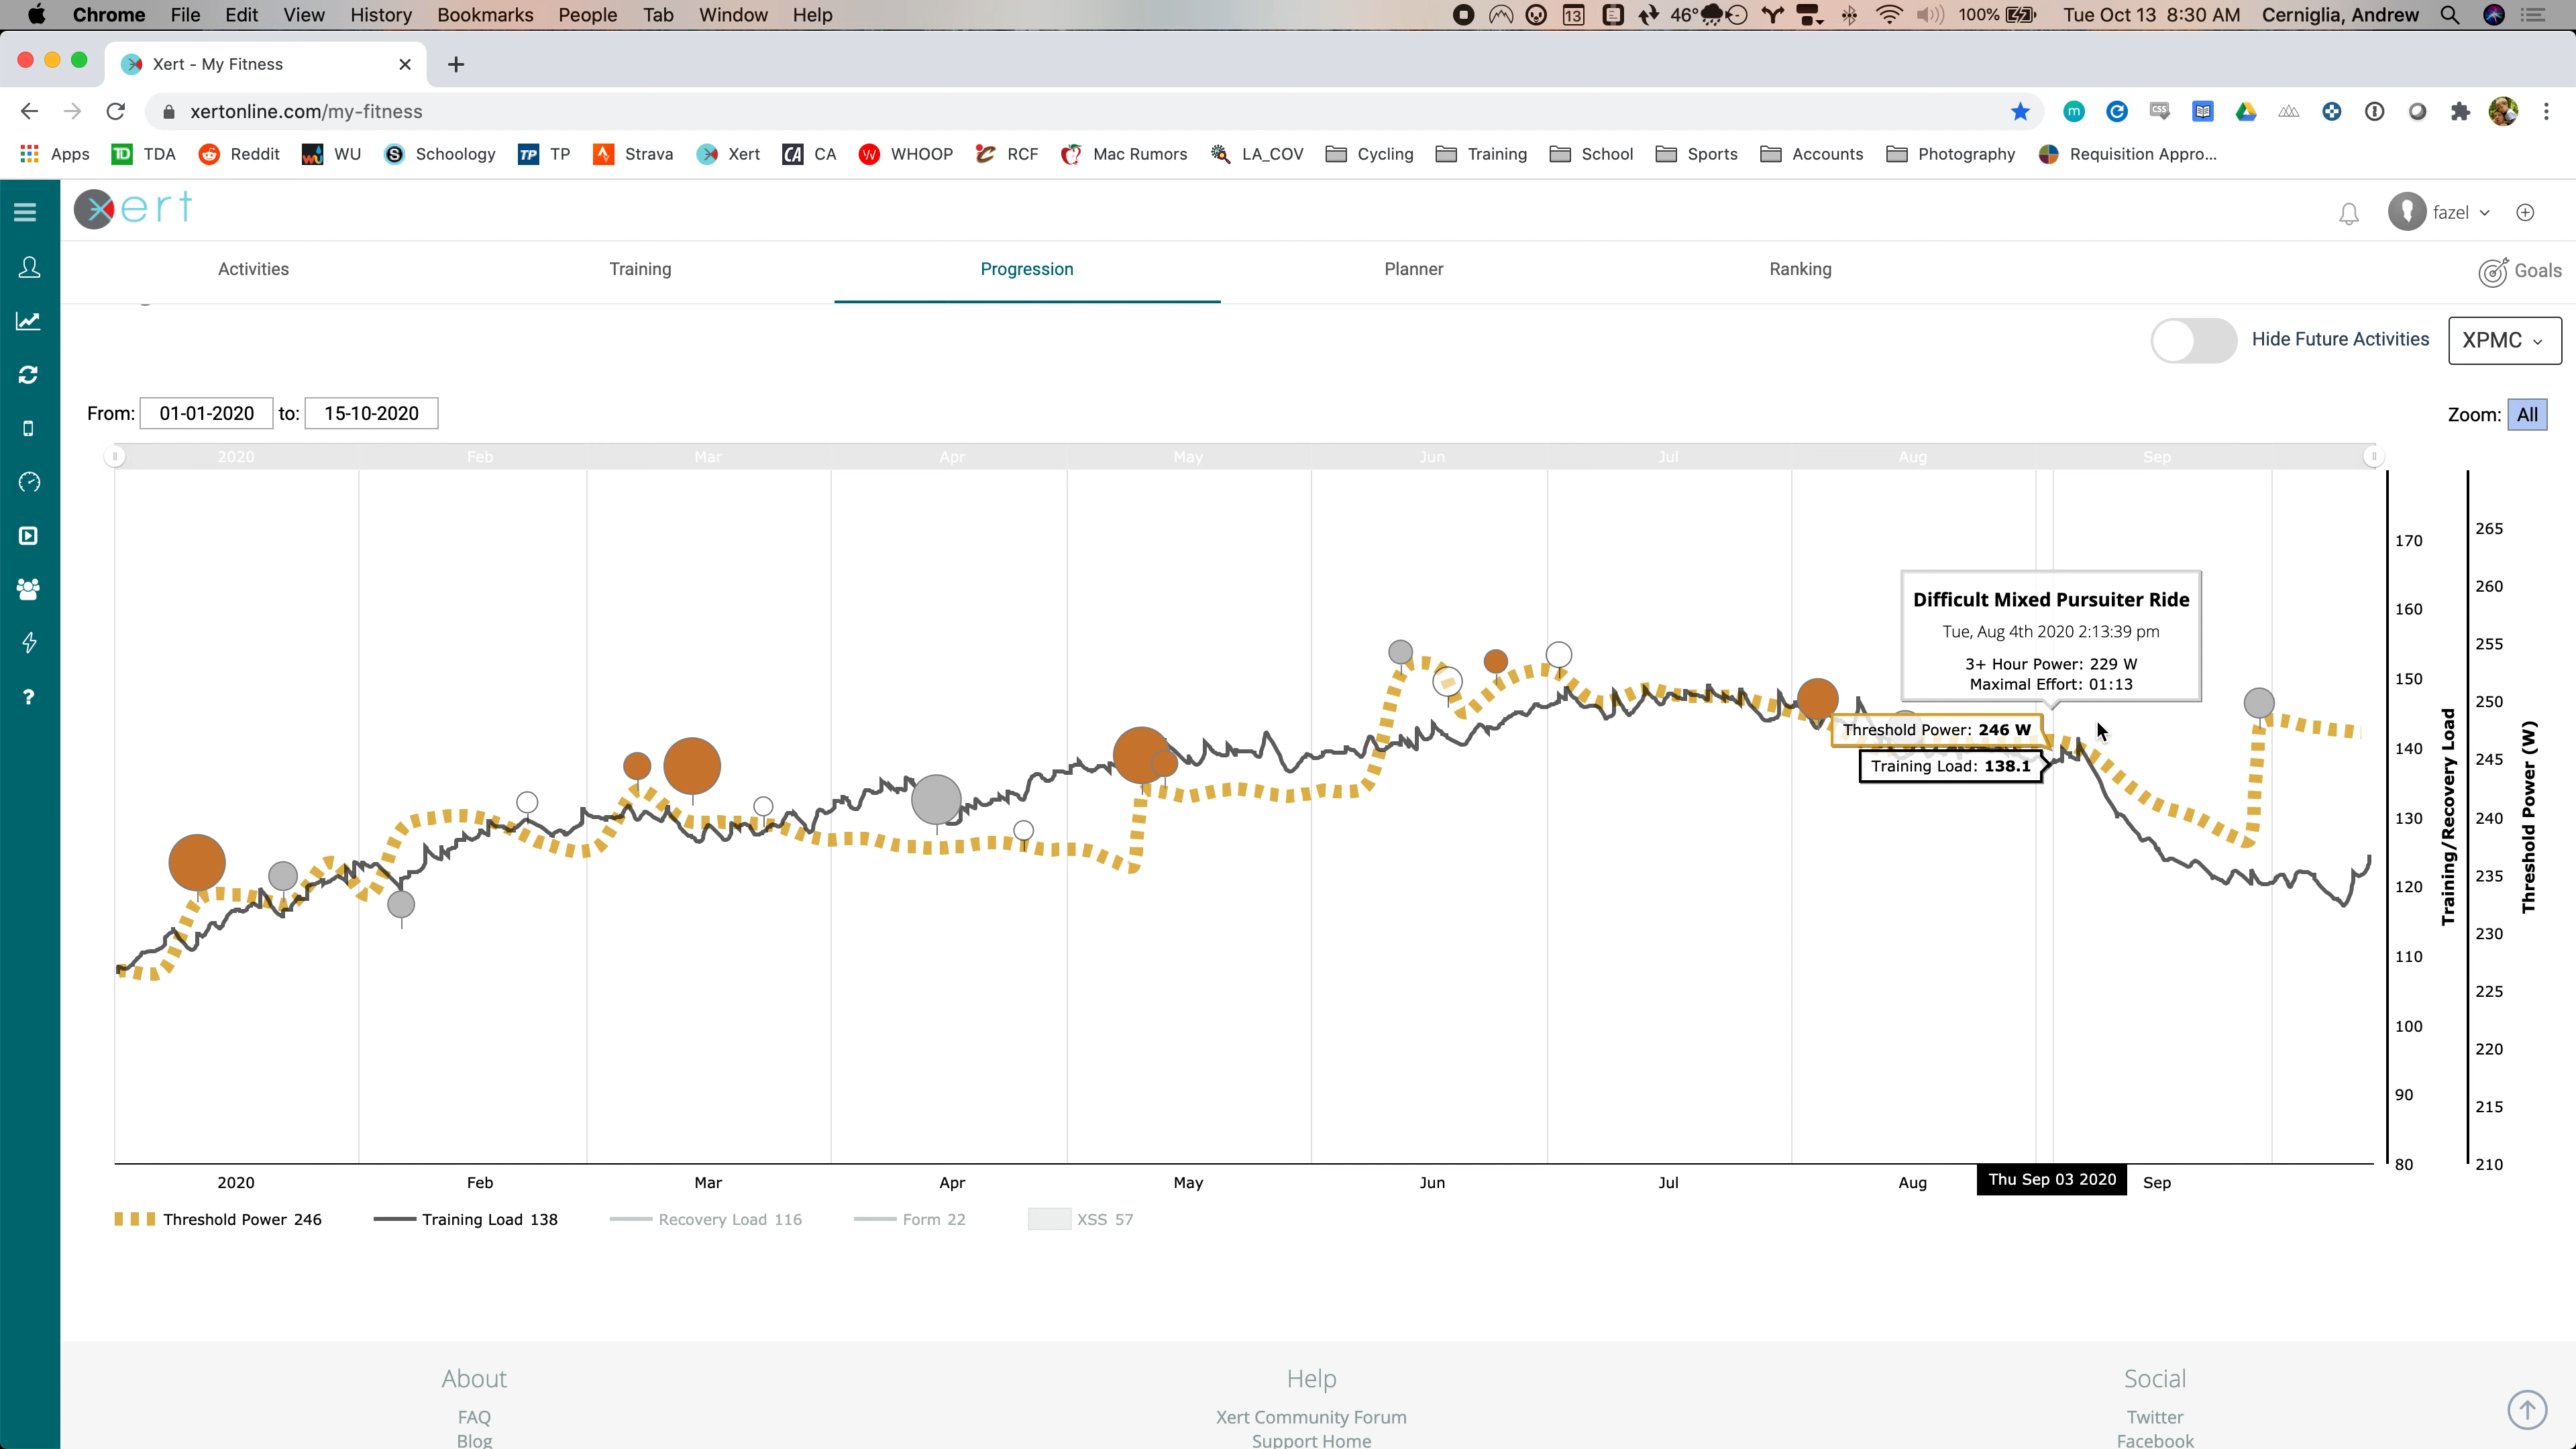 Chrome File Edit View History Bookmarks People Tab Window Help 13 46° 100% Tue Oct 13 8:30 AM Cerniglia, Andrew
Xert - My Fitness
xertonline.com/my-fitness
Apps TDA Reddit WU Schoology TP Strava Xert CA WHOOP RCF Mac Rumors LA_COV Cycling Training School Sports Accounts Photography Requisition Appro...
xert fazel
Activities Training Progression Planner Ranking Goals
Hide Future Activities XPMC
From: 01-01-2020 to: 15-10-2020 Zoom: All
2020 Feb Mar Apr May Jun Jul Aug Sep
265
170
260
Difficult Mixed Pursuiter Ride
160
Tue, Aug 4th 2020 2:13:39 pm
255
3+ Hour Power: 229 W
150
Maximal Effort: 01:13
250
Threshold Power: 246 W
140
245
Training Load: 138.1
130
240
Training/Recovery Load
Threshold Power (W)
235
120
230
110
225
100
220
90
215
80
210
2020 Feb Mar Apr May Jun Jul Aug Thu Sep 03 2020 Sep
Threshold Power 246 Training Load 138 Recovery Load 116 Form 22 XSS 57
About Help Social
FAQ Xert Community Forum Twitter
Blog Support Home Facebook